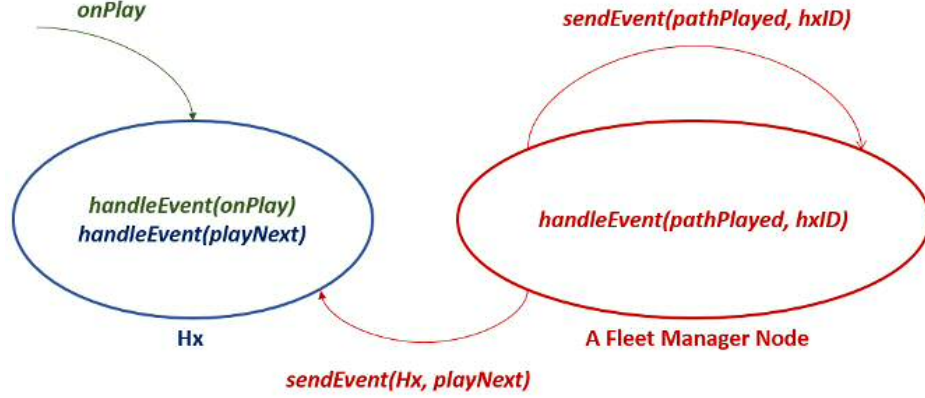 onPlay
sendEvent(pathPlayed, hxID)
handleEvent(onPlay)
handleEvent(playNext)
handleEvent(pathPlayed, hxID)
Hx
A Fleet Manager Node
sendEvent(Hx, playNext)